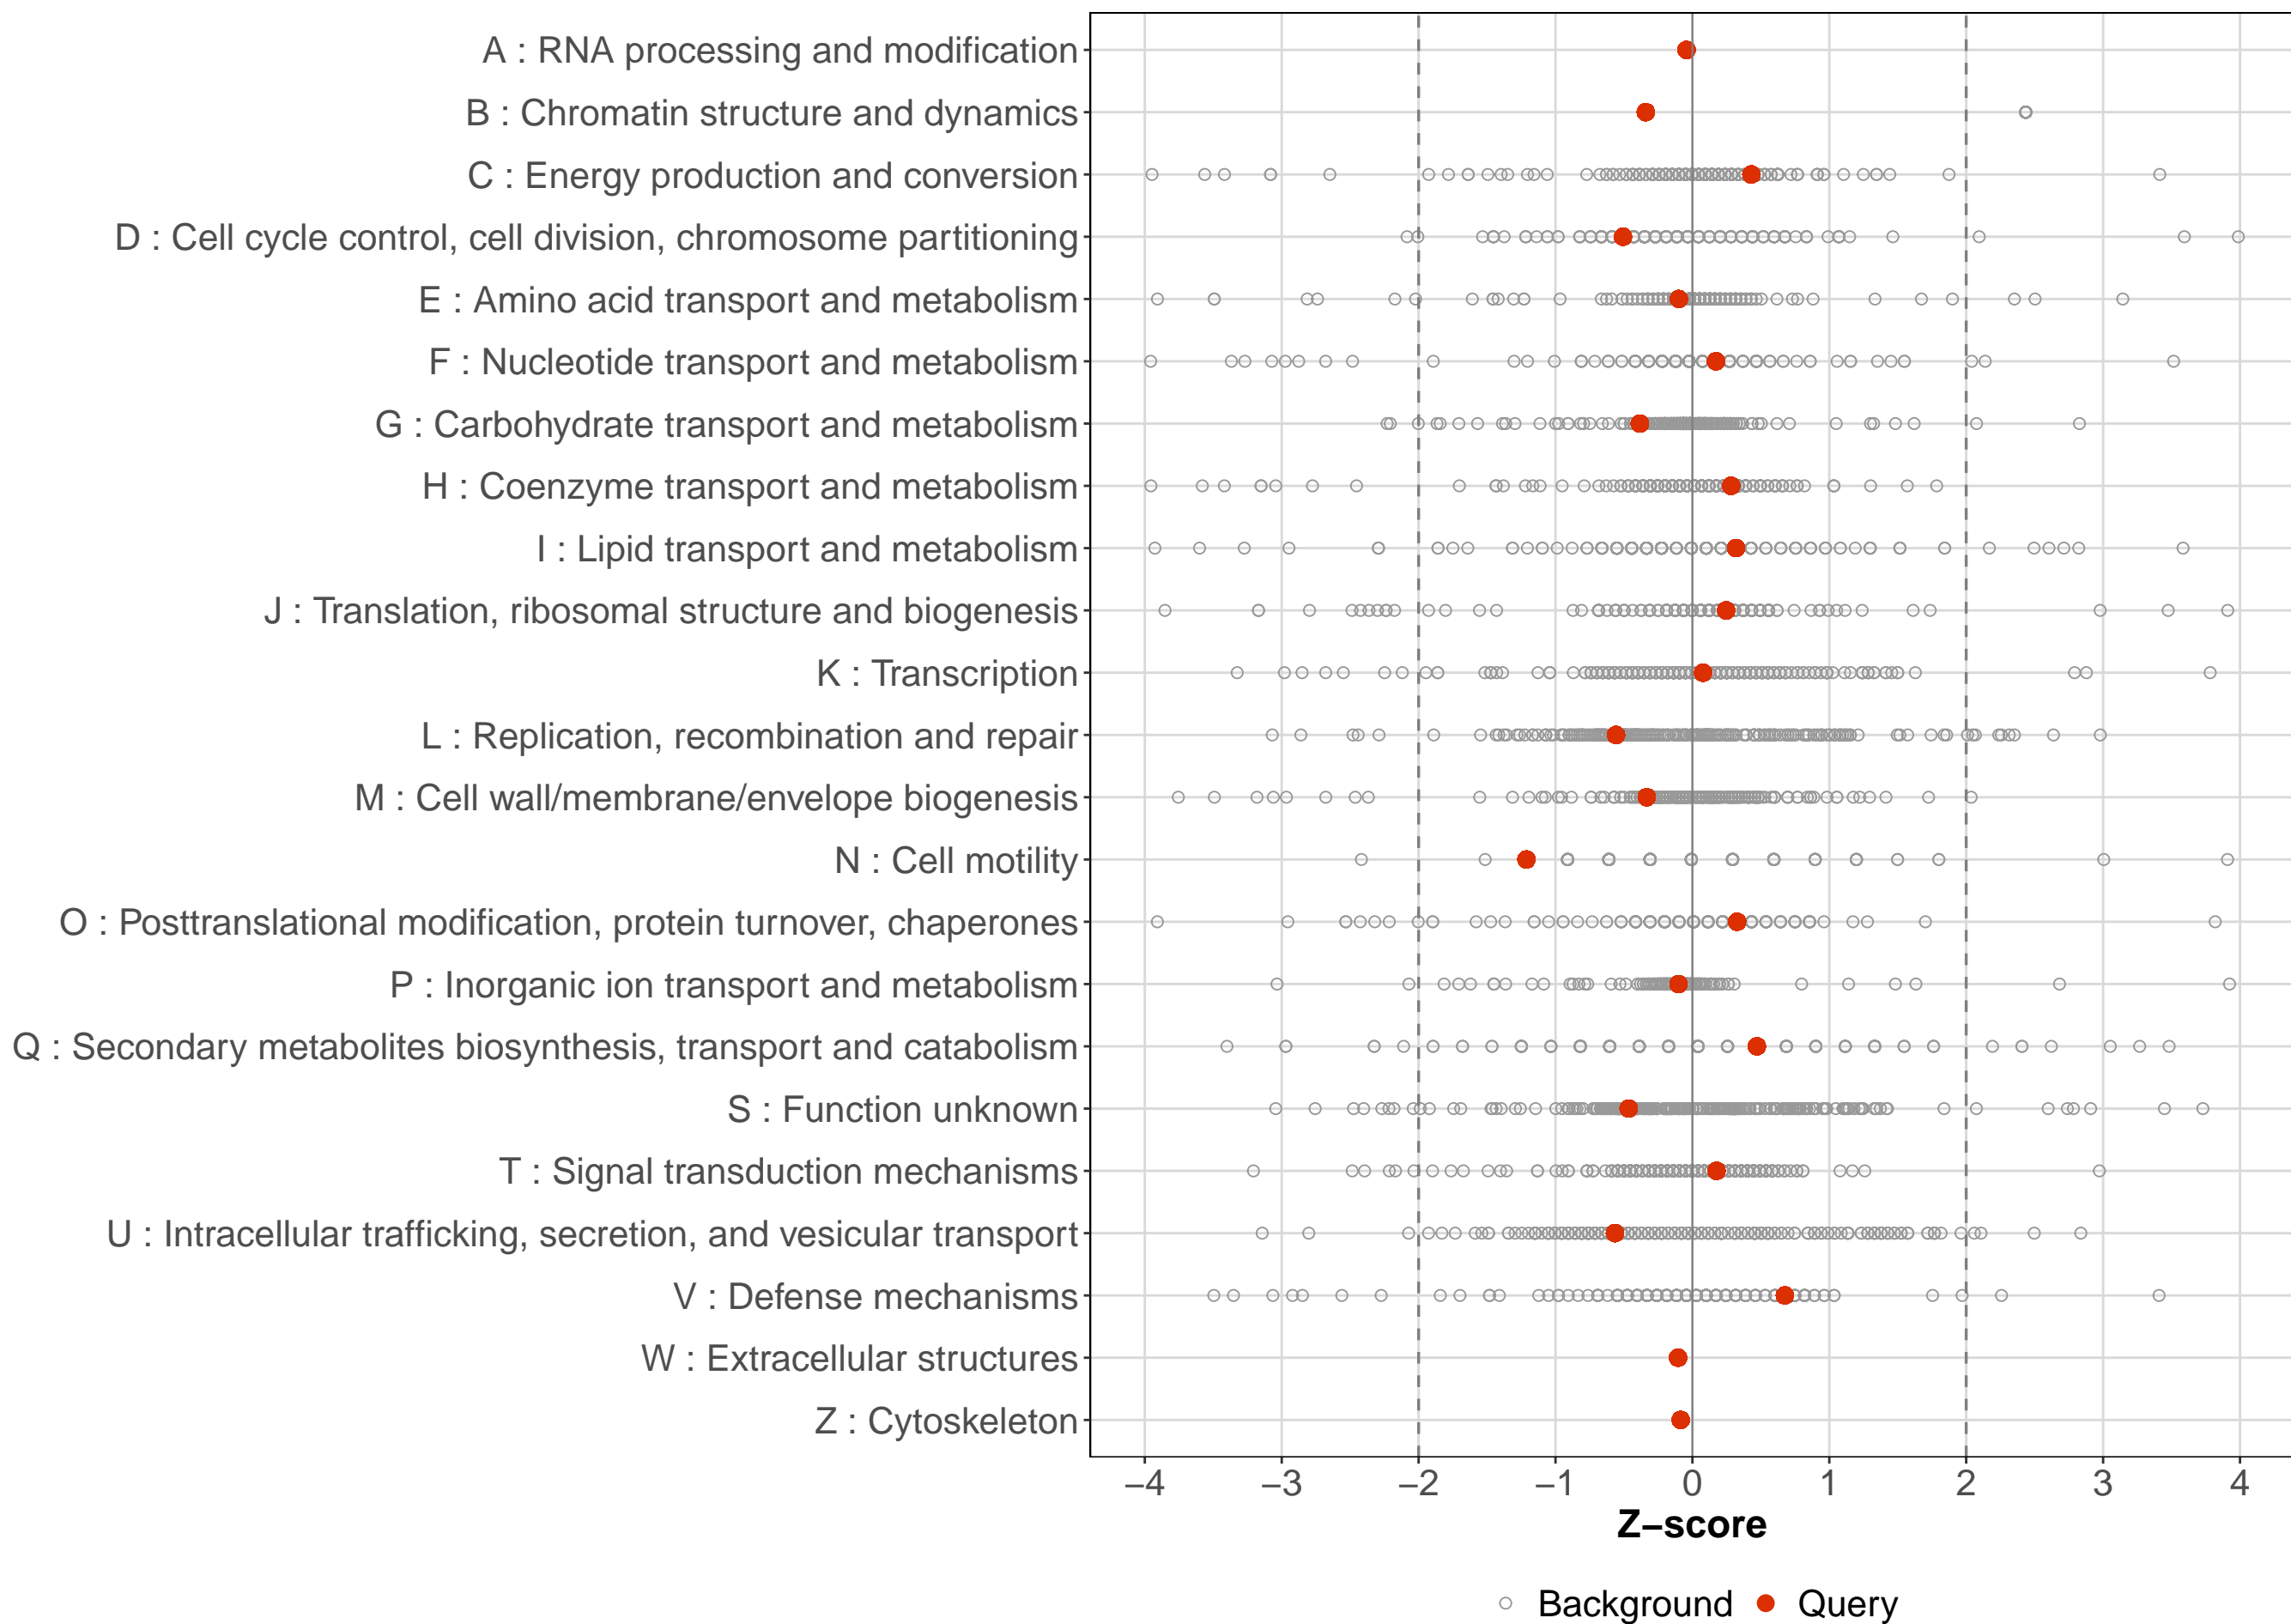 A : RNA processing and modification
B : Chromatin structure and dynamics
C : Energy production and conversion
D : Cell cycle control, cell division, chromosome partitioning
E : Amino acid transport and metabolism
F : Nucleotide transport and metabolism
G : Carbohydrate transport and metabolism
H : Coenzyme transport and metabolism
I : Lipid transport and metabolism
J : Translation, ribosomal structure and biogenesis
K : Transcription
L : Replication, recombination and repair
M : Cell wall/membrane/envelope biogenesis
N : Cell motility
O : Posttranslational modification, protein turnover, chaperones
P : Inorganic ion transport and metabolism
Q : Secondary metabolites biosynthesis, transport and catabolism
S : Function unknown
T : Signal transduction mechanisms
U : Intracellular trafficking, secretion, and vesicular transport
V : Defense mechanisms
W : Extracellular structures
Z : Cytoskeleton
−4 −3 −2 −1 0 1 2 3 4
Z−score
Background Query